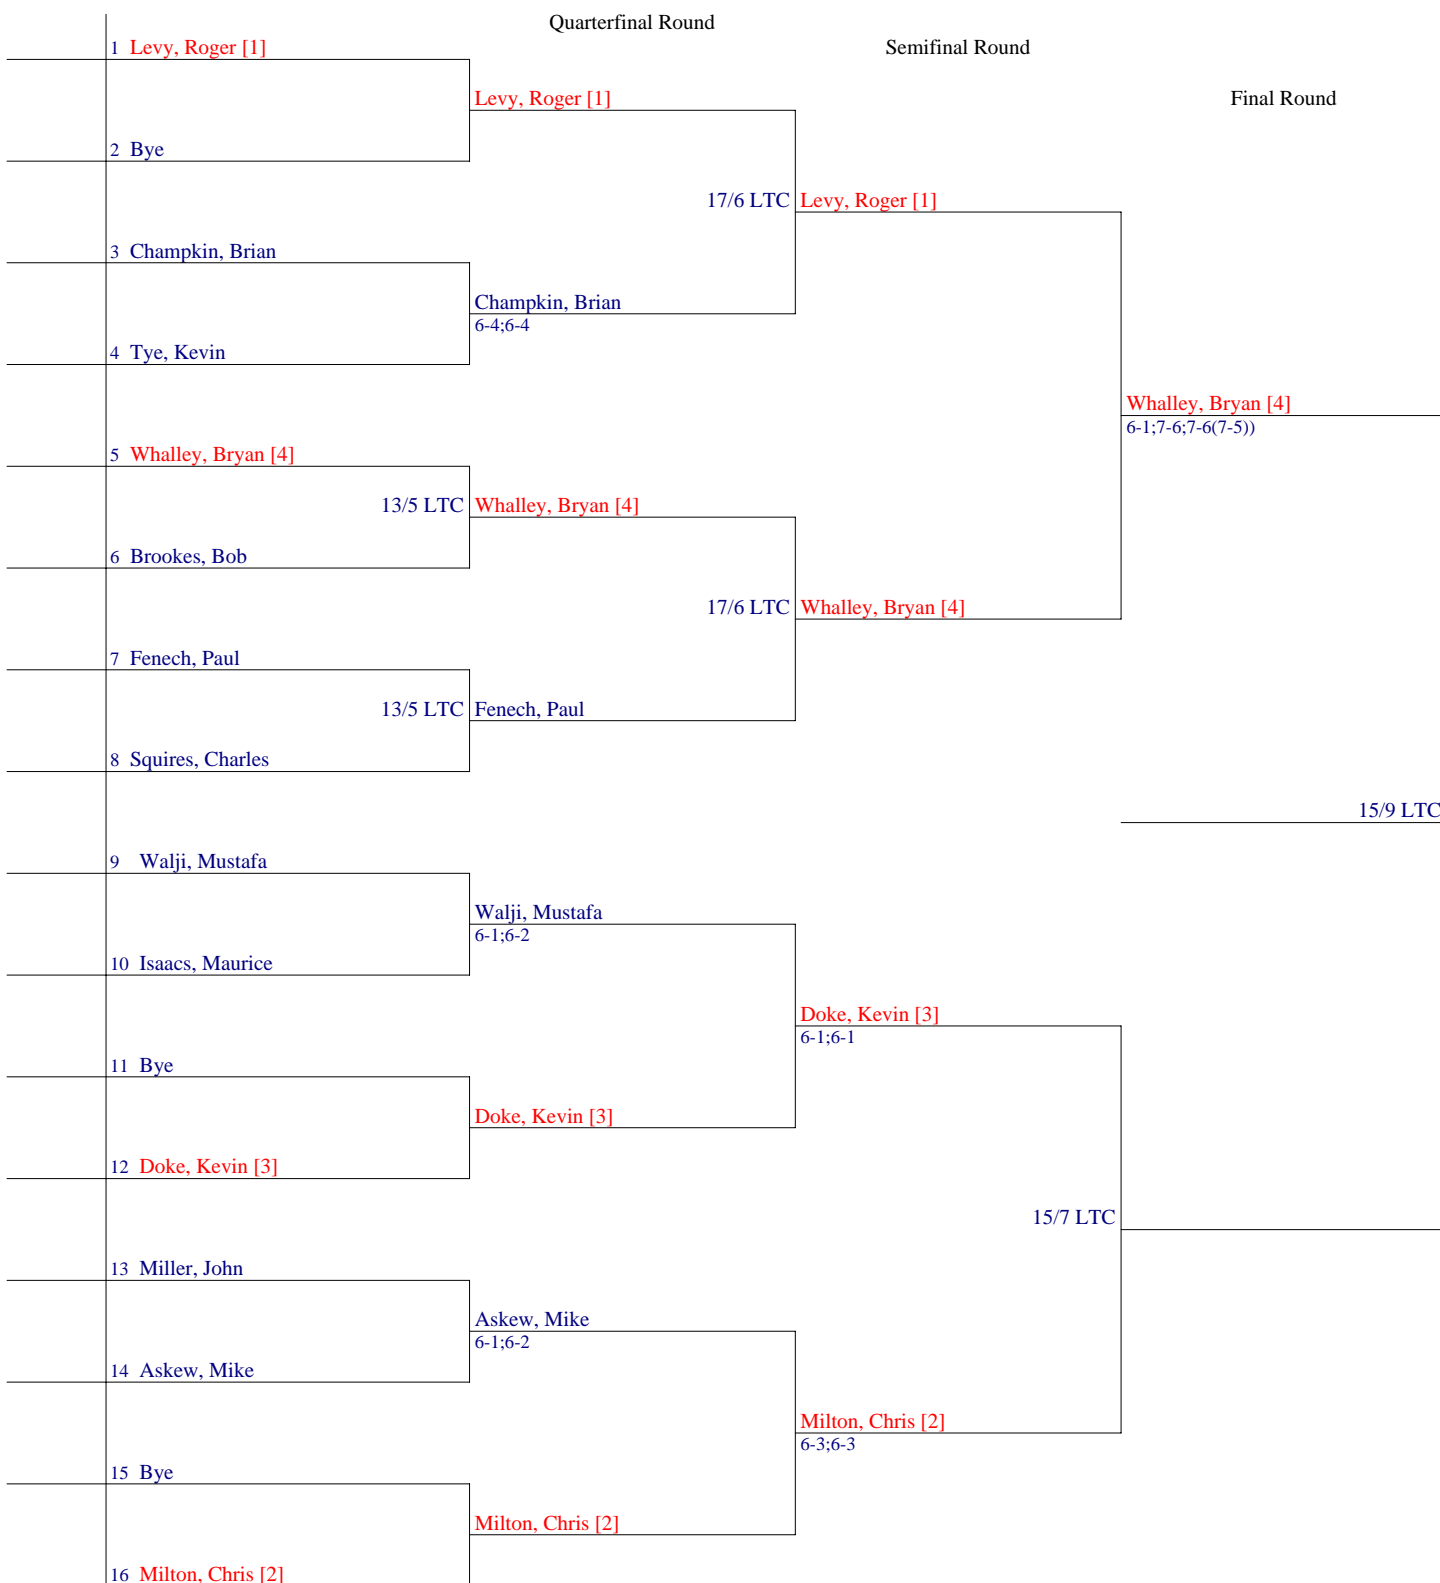 Quarterfinal Round
Semifinal Round
Final Round
1 Levy, Roger [1]
Levy, Roger [1]
2 Bye
17/6 LTC Levy, Roger [1]
3 Champkin, Brian
Champkin, Brian
6-4;6-4
4 Tye, Kevin
Whalley, Bryan [4]
6-1;7-6;7-6(7-5))
5 Whalley, Bryan [4]
13/5 LTC Whalley, Bryan [4]
6 Brookes, Bob
17/6 LTC Whalley, Bryan [4]
7 Fenech, Paul
13/5 LTC Fenech, Paul
8 Squires, Charles
15/9 LTC
9 Walji, Mustafa
Walji, Mustafa
6-1;6-2
10 Isaacs, Maurice
Doke, Kevin [3]
6-1;6-1
11 Bye
Doke, Kevin [3]
12 Doke, Kevin [3]
15/7 LTC
13 Miller, John
Askew, Mike
6-1;6-2
14 Askew, Mike
Milton, Chris [2]
6-3;6-3
15 Bye
Milton, Chris [2]
16 Milton, Chris [2]